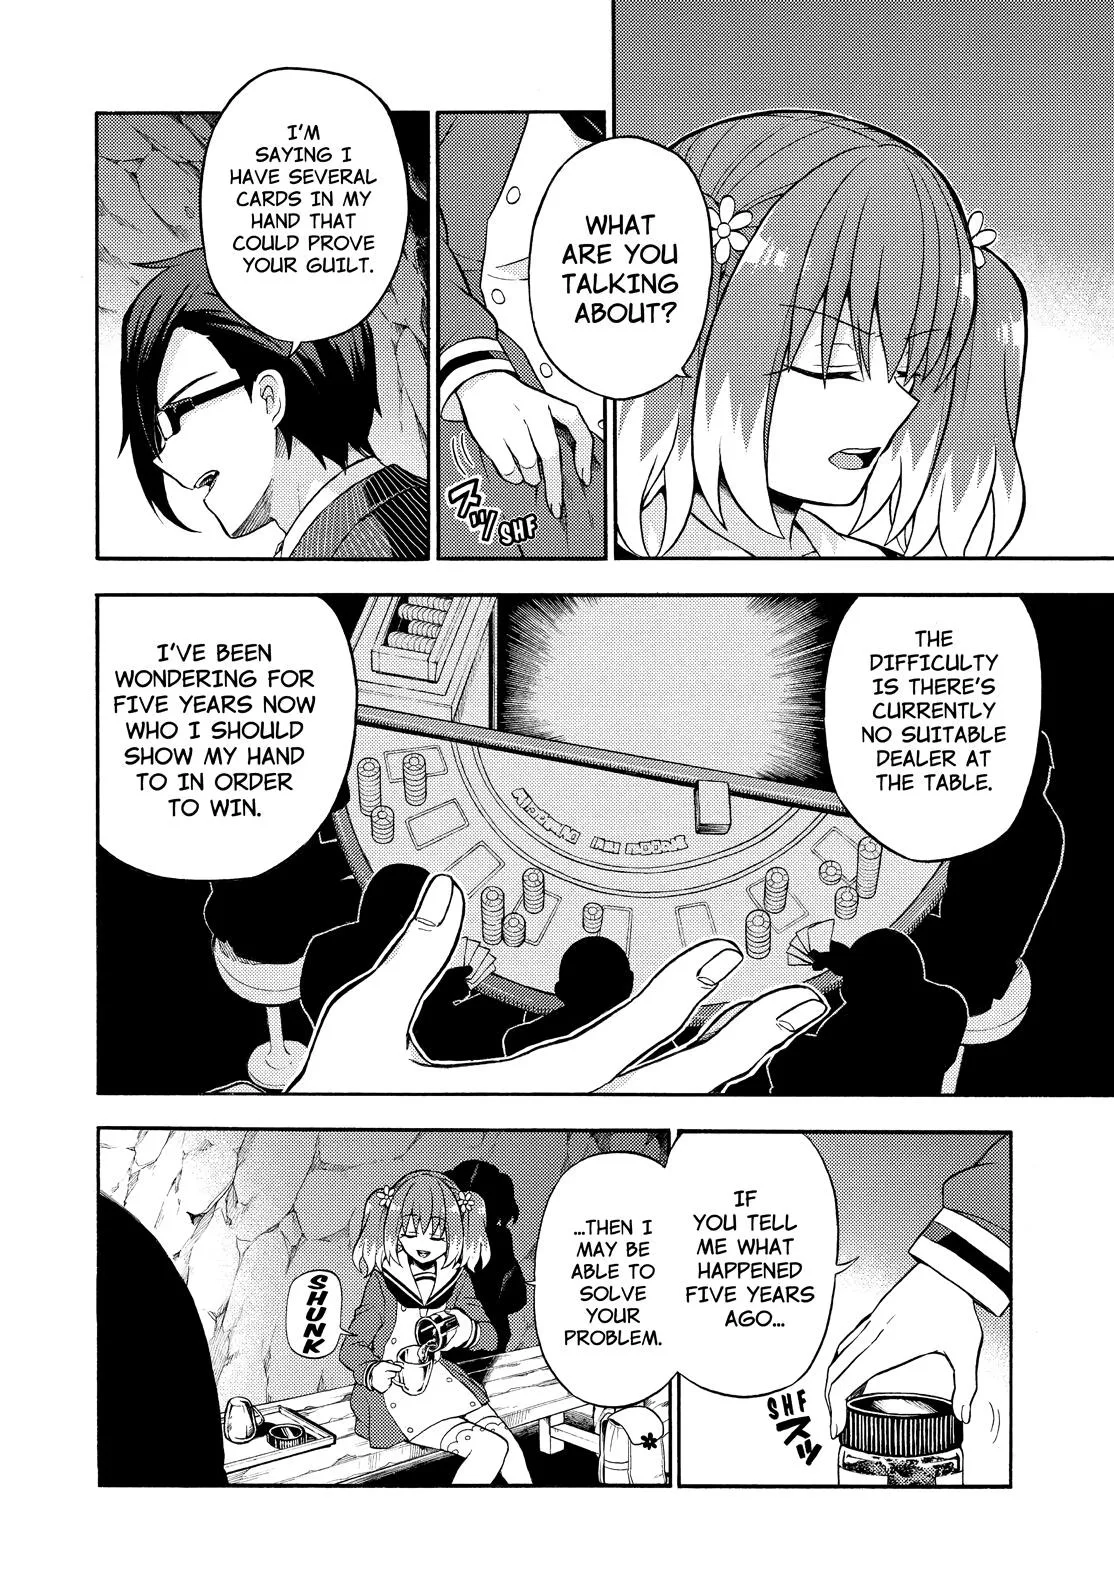 WHAT
ARE YOU
TALKING
ABOUT?
ズッ
SHF
I'M
SAYING I
HAVE SEVERAL
CARDS IN MY
HAND THAT
COULD PROVE
YOUR GUILT.
THE
DIFFICULTY
IS THERE'S
CURRENTLY
NO SUITABLE
DEALER AT
THE TABLE.
I'VE BEEN
WONDERING FOR
FIVE YEARS NOW
WHO I SHOULD
SHOW MY HAND
TO IN ORDER
TO WIN.
IF
YOU TELL
ME WHAT
HAPPENED
FIVE YEARS
AGO...
SHF
スッ
...THEN I
MAY BE
ABLE TO
SOLVE
YOUR
PROBLEM.
SHUNK